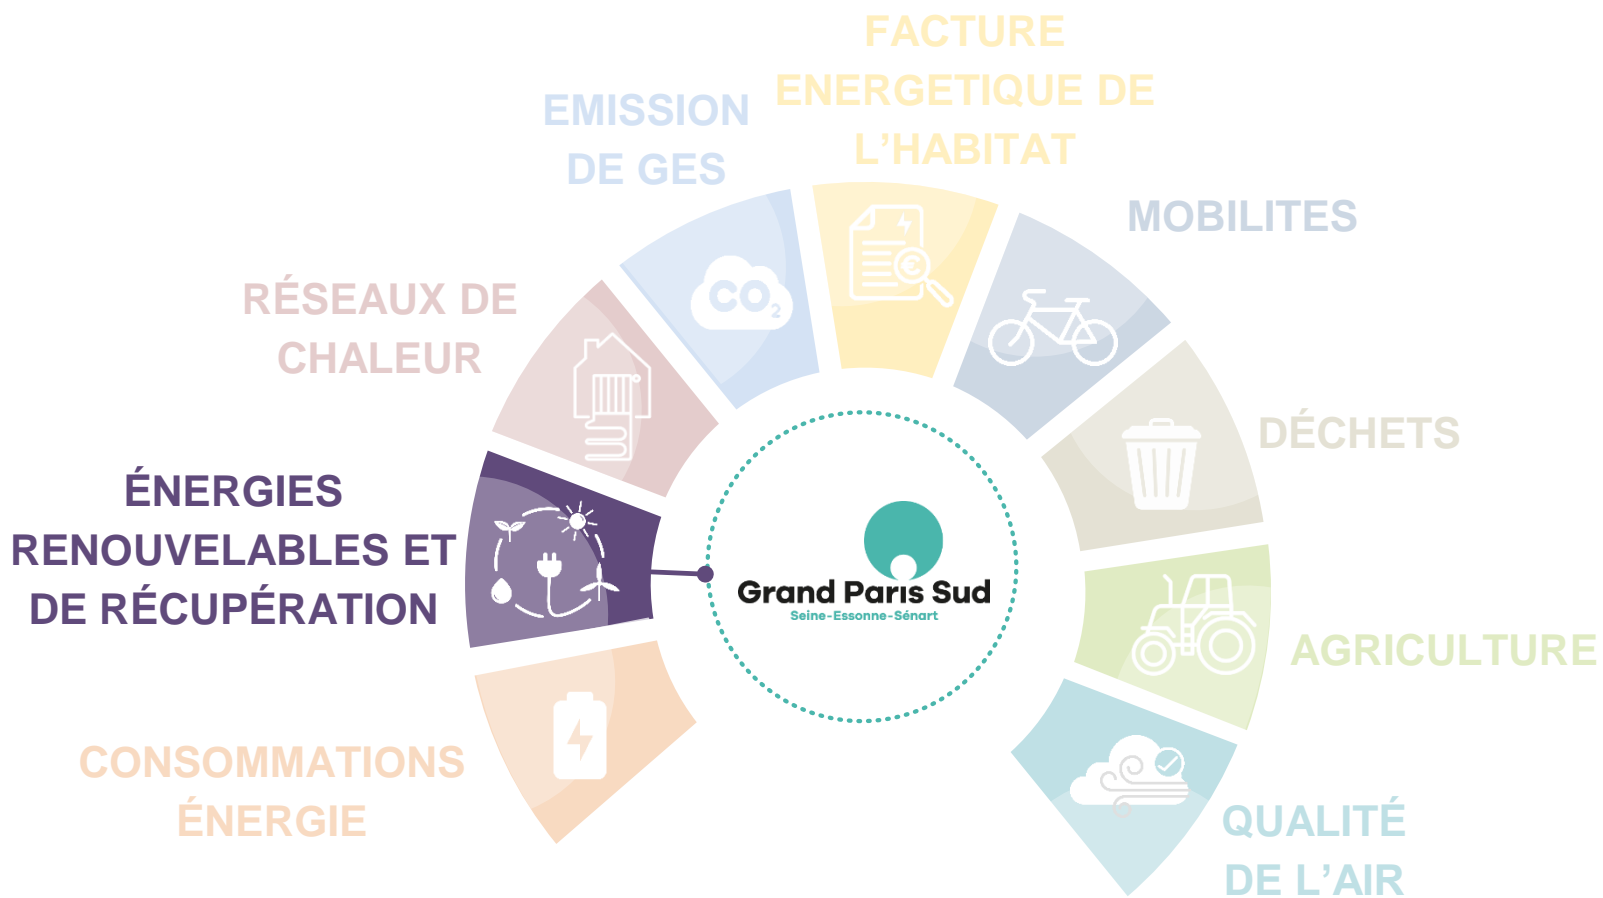 FACTURE
ENERGETIQUE DE
L’HABITAT
EMISSION
DE GES
MOBILITES
RÉSEAUX DE
CHALEUR
CO2
DÉCHETS
ÉNERGIES
RENOUVELABLES ET
DE RÉCUPÉRATION
Grand Paris Sud
Seine-Essonne-Sénart
AGRICULTURE
CONSOMMATIONS
ÉNERGIE
QUALITÉ
DE L’AIR